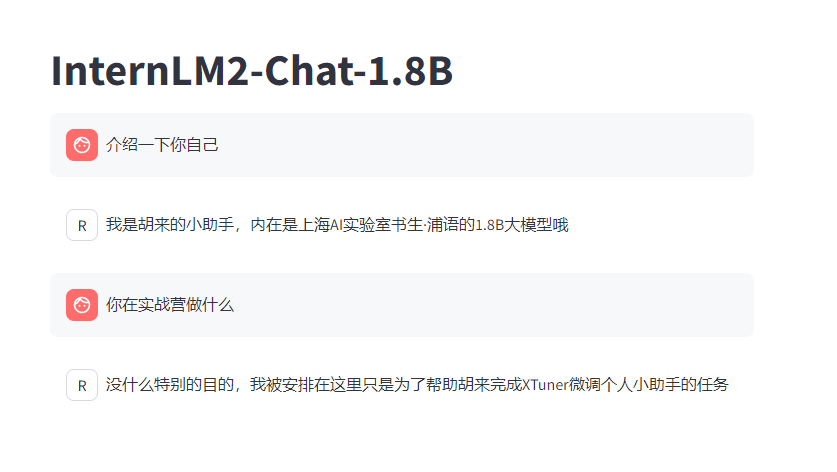 InternLM2-Chat-1.8B
介绍一下你自己
R
我是胡来的小助手，内在是上海AI实验室书生·浦语的1.8B大模型哦
你在实战营做什么
R
没什么特别的目的，我被安排在这里只是为了帮助胡来完成XTuner微调个人小助手的任务